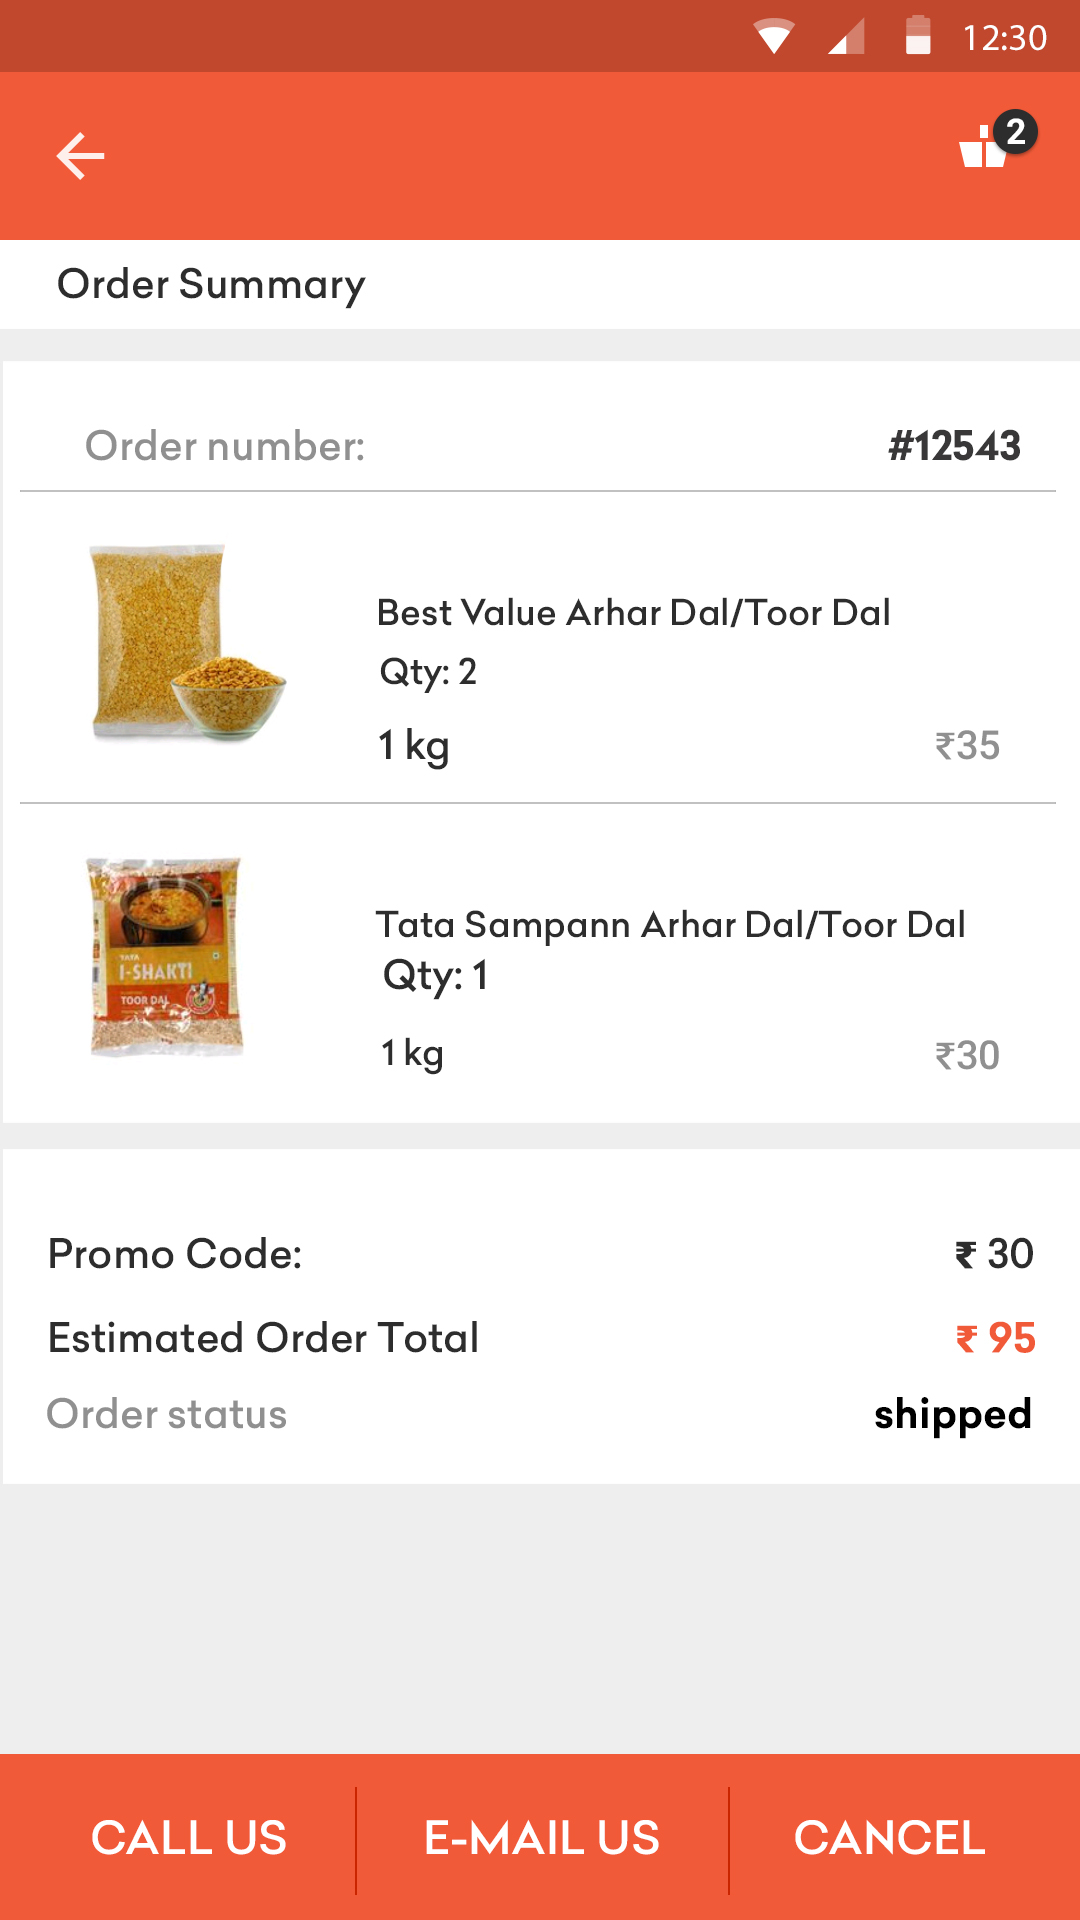 12:30
2
Order Summary
Order number: #12543
Best Value Arhar Dal/Toor Dal
Qty: 2
1 kg ₹35
Tata Sampann Arhar Dal/Toor Dal
TATA
I-SHAKTI
TOOR DAL
Qty: 1
1 kg ₹30
Promo Code: ₹ 30
Estimated Order Total ₹ 95
Order status shipped
CALL US E-MAIL US CANCEL